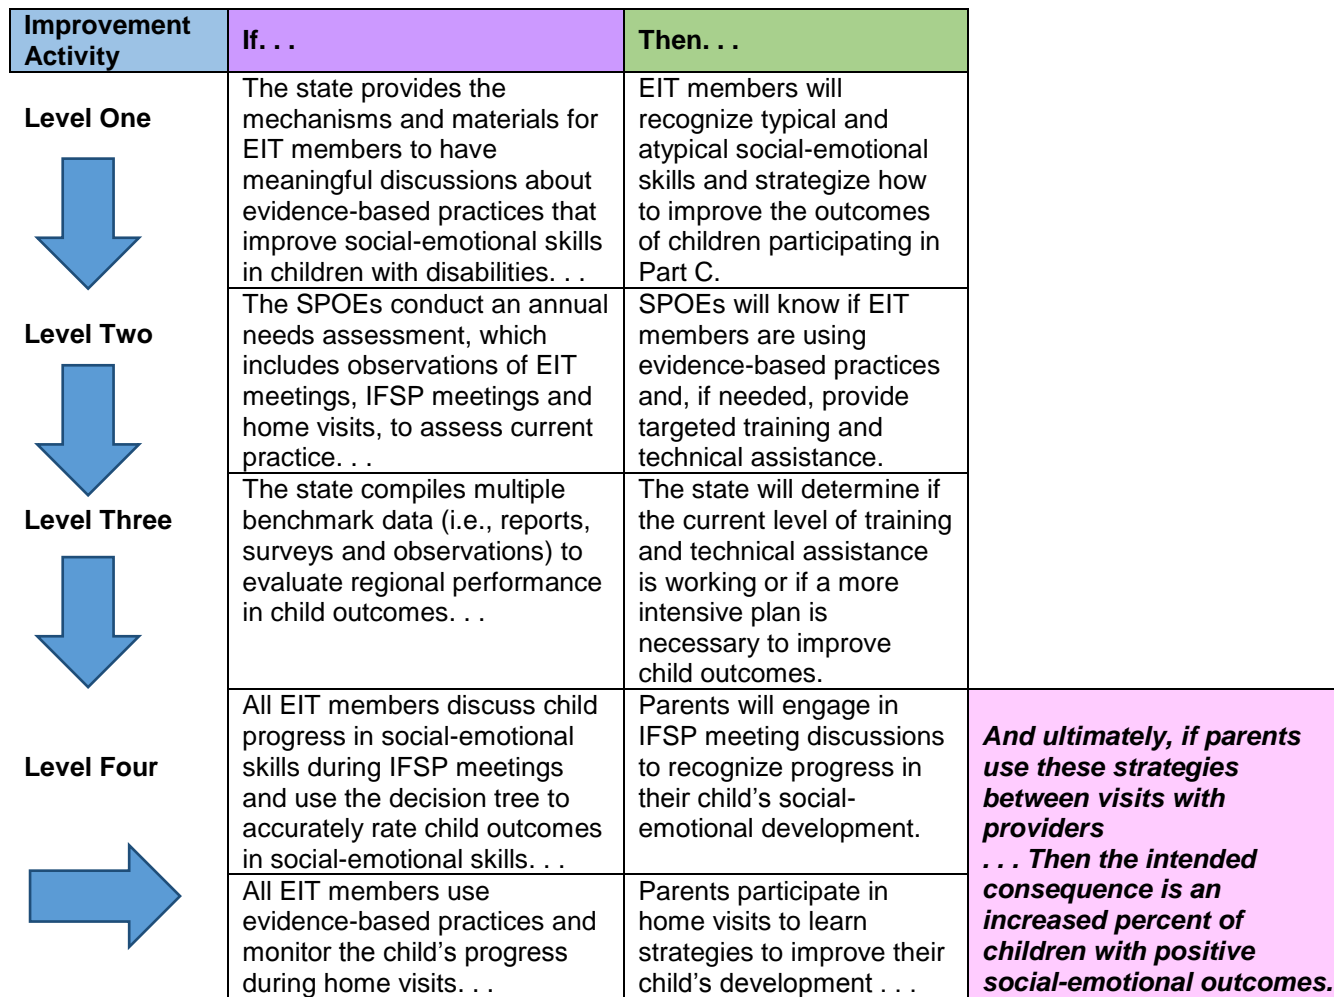 Improvement
Activity
If. . .
Then. . .
Level One
The state provides the
mechanisms and materials for
EIT members to have
meaningful discussions about
evidence-based practices that
improve social-emotional skills
in children with disabilities. . .
EIT members will
recognize typical and
atypical social-emotional
skills and strategize how
to improve the outcomes
of children participating in
Part C.
Level Two
The SPOEs conduct an annual
needs assessment, which
includes observations of EIT
meetings, IFSP meetings and
home visits, to assess current
practice. . .
SPOEs will know if EIT
members are using
evidence-based practices
and, if needed, provide
targeted training and
technical assistance.
Level Three
The state compiles multiple
benchmark data (i.e., reports,
surveys and observations) to
evaluate regional performance
in child outcomes. . .
The state will determine if
the current level of training
and technical assistance
is working or if a more
intensive plan is
necessary to improve
child outcomes.
Level Four
All EIT members discuss child
progress in social-emotional
skills during IFSP meetings
and use the decision tree to
accurately rate child outcomes
in social-emotional skills. . .
Parents will engage in
IFSP meeting discussions
to recognize progress in
their child's social-
emotional development.
All EIT members use
evidence-based practices and
monitor the child's progress
during home visits. . .
Parents participate in
home visits to learn
strategies to improve their
child's development . . .
And ultimately, if parents
use these strategies
between visits with
providers
. . . Then the intended
consequence is an
increased percent of
children with positive
social-emotional outcomes.